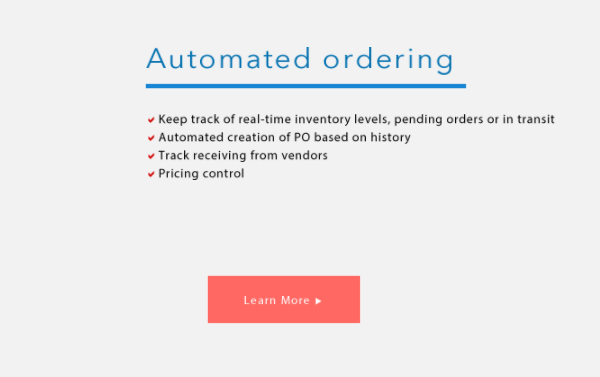 Automated ordering
Keep track of real-time inventory levels, pending orders or in transit
Automated creation of PO based on history
Track receiving from vendors
Pricing control
Learn More ▶